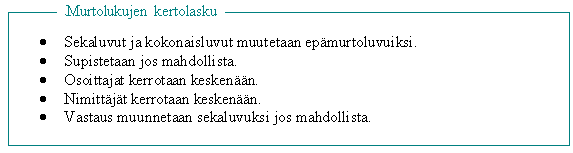 Murtolukujen kertolasku
• Sekaluvut ja kokonaisluvut muutetaan epämurtoluvuiksi.
• Supistetaan jos mahdollista.
• Osoittajat kerrotaan keskenään.
• Nimittäjät kerrotaan keskenään.
• Vastaus muunnetaan sekaluvuksi jos mahdollista.